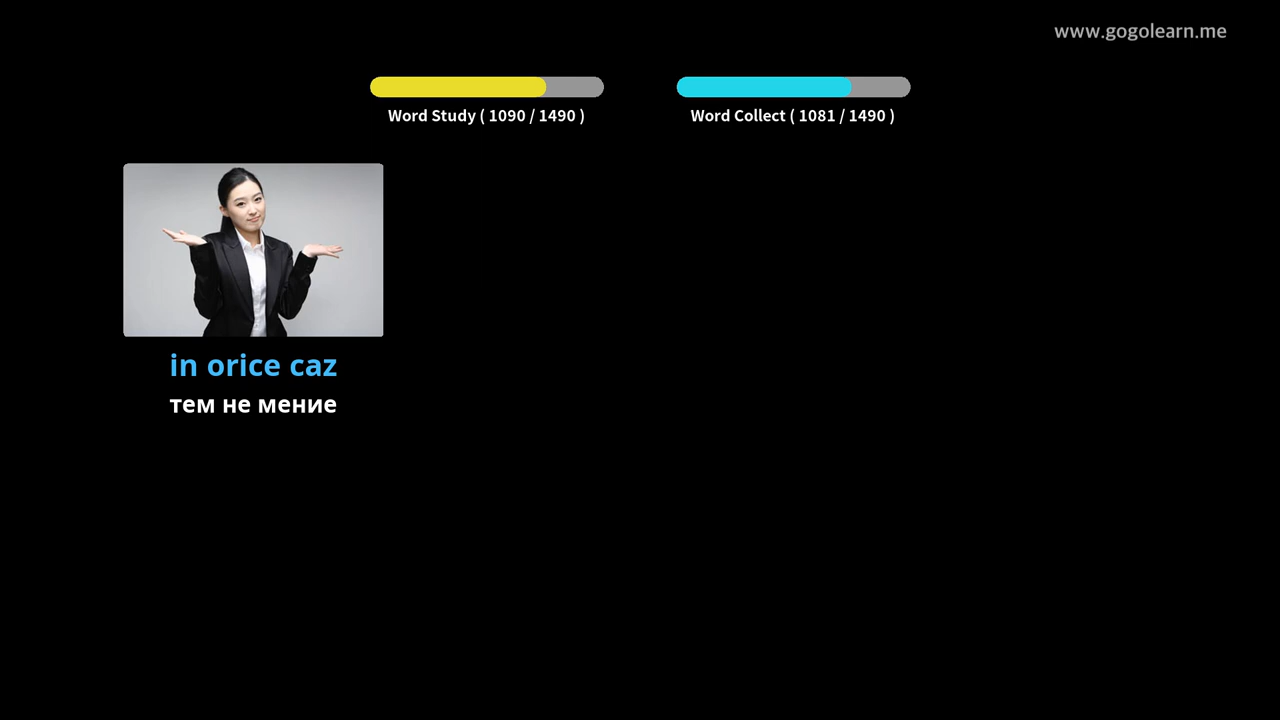 www.gogolearn.me
Word Study ( 1090 / 1490 )
Word Collect ( 1081 / 1490 )
in orice caz
тем не мение